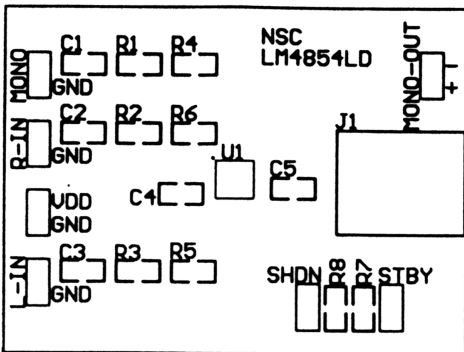 C1 R1 R4 NSC
LM4854LD
MONO
GND
MONO-OUT
-
+
C2 R2 R6
R-IN
GND
J1
U1
C5
VDD
GND
C4
C3 R3 R5
L-IN
GND
SHDN R8 R7 STBY